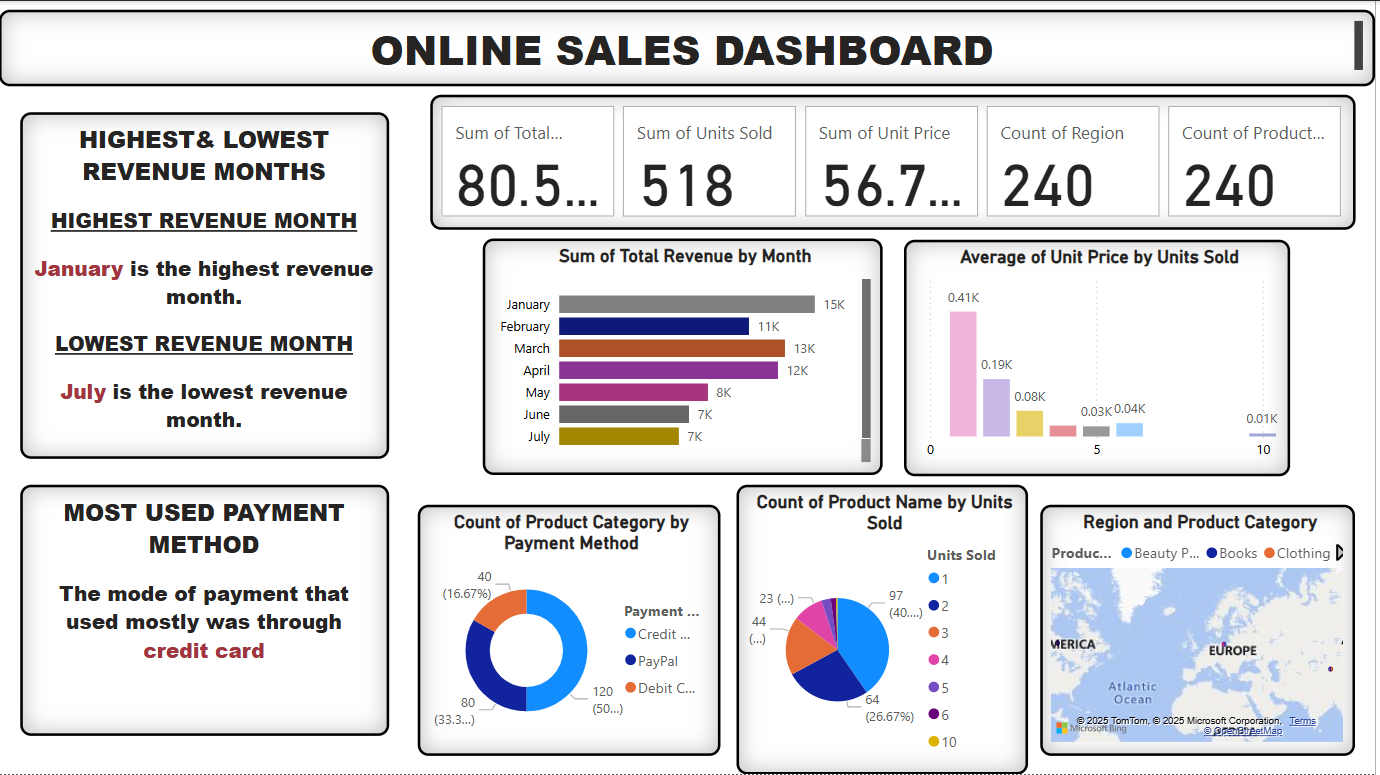 ONLINE SALES DASHBOARD
HIGHEST& LOWEST
REVENUE MONTHS
HIGHEST REVENUE MONTH
January is the highest revenue
month.
LOWEST REVENUE MONTH
July is the lowest revenue
month.
MOST USED PAYMENT
METHOD
The mode of payment that
used mostly was through
credit card
Sum of Total...
80.5...
Sum of Units Sold
518
Sum of Unit Price
56.7...
Count of Region
240
Count of Product...
240
Sum of Total Revenue by Month
January 15K
February 11K
March 13K
April 12K
May 8K
June 7K
July 7K
Average of Unit Price by Units Sold
0.41K
0.19K
0.08K
0.03K
0.04K
0.01K
0 5 10
Count of Product Category by
Payment Method
40
(16.67%)
80
(33.3...)
120
(50...)
Payment ...
Credit ...
PayPal
Debit C...
Count of Product Name by Units
Sold
23 (...)
44
(...)
97
(40....)
64
(26.67%)
Units Sold
1
2
3
4
5
6
10
Region and Product Category
Produc... Beauty P... Books Clothing
MERICA
EUROPE
Atlantic
Ocean
© 2025 TomTom, © 2025 Microsoft Corporation, Terms
© OpenStreetMap
Microsoft Bing